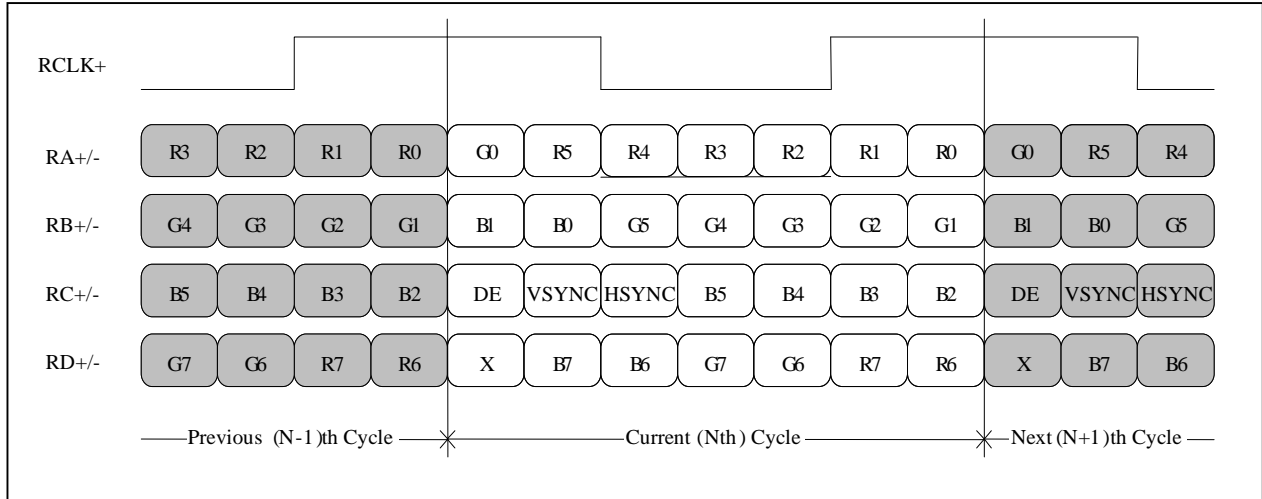 RCLK+
RA+/- R3 R2 R1 R0 G0 R5 R4 R3 R2 R1 R0 G0 R5 R4
RB+/- G4 G3 G2 G1 B1 B0 G5 G4 G3 G2 G1 B1 B0 G5
RC+/- B5 B4 B3 B2 DE VSYNC HSYNC B5 B4 B3 B2 DE VSYNC HSYNC
RD+/- G7 G6 R7 R6 X B7 B6 G7 G6 R7 R6 X B7 B6
Previous (N-1)th Cycle Current (Nth) Cycle Next (N+1)th Cycle